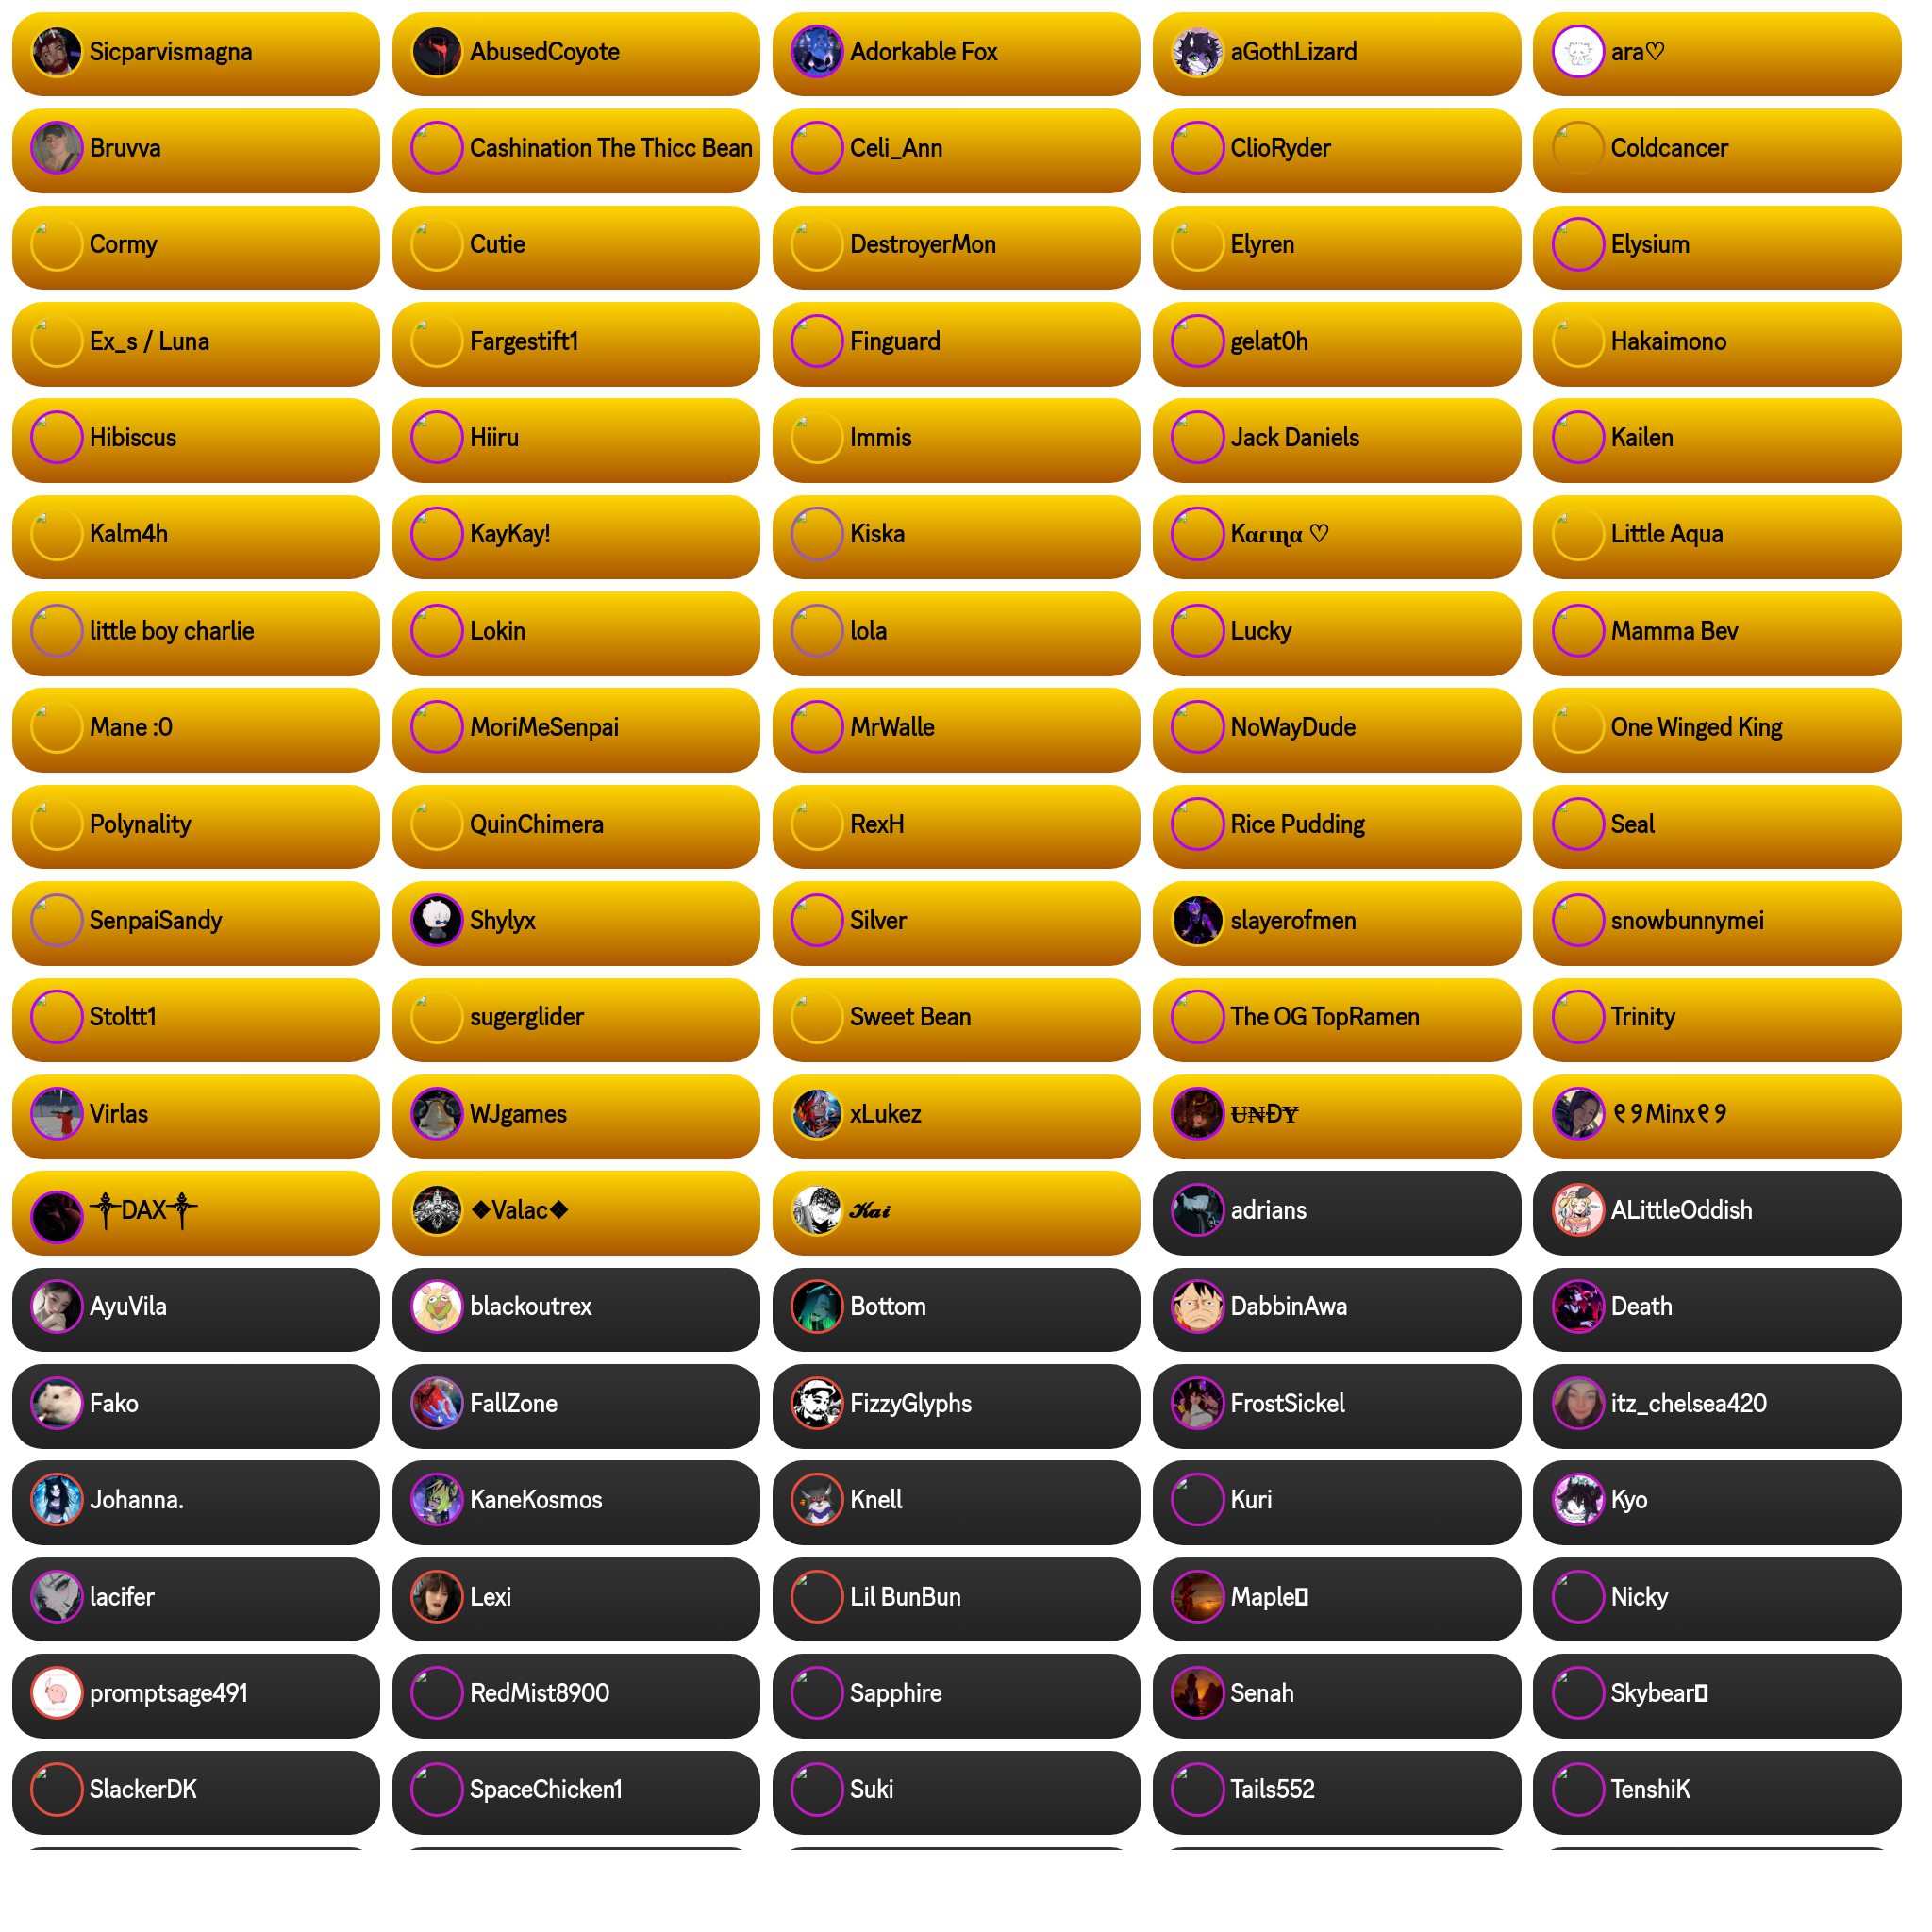 Sicparvismagna
AbusedCoyote
Adorkable Fox
aGothLizard
ara♡
Bruvva
Cashination The Thicc Bean
Celi_Ann
ClioRyder
Coldcancer
Cormy
Cutie
DestroyerMon
Elyren
Elysium
Ex_s / Luna
Fargestift1
Finguard
gelat0h
Hakaimono
Hibiscus
Hiiru
Immis
Jack Daniels
Kailen
Kalm4h
KayKay!
Kiska
Kαɾιɳα ♡
Little Aqua
little boy charlie
Lokin
lola
Lucky
Mamma Bev
Mane :0
MoriMeSenpai
MrWalle
NoWayDude
One Winged King
Polynality
QuinChimera
RexH
Rice Pudding
Seal
SenpaiSandy
Shylyx
Silver
slayerofmen
snowbunnymei
Stoltt1
sugerglider
Sweet Bean
The OG TopRamen
Trinity
Virlas
WJgames
xLukez
Ʉ₦ĐɎ
୧୨Minx୧୨
༒DAX༒
❖Valac❖
𝓚𝓪𝓲
adrians
ALittleOddish
AyuVila
blackoutrex
Bottom
DabbinAwa
Death
Fako
FallZone
FizzyGlyphs
FrostSickel
itz_chelsea420
Johanna.
KaneKosmos
Knell
Kuri
Kyo
lacifer
Lexi
Lil BunBun
Maple
Nicky
promptsage491
RedMist8900
Sapphire
Senah
Skybear
SlackerDK
SpaceChicken1
Suki
Tails552
TenshiK